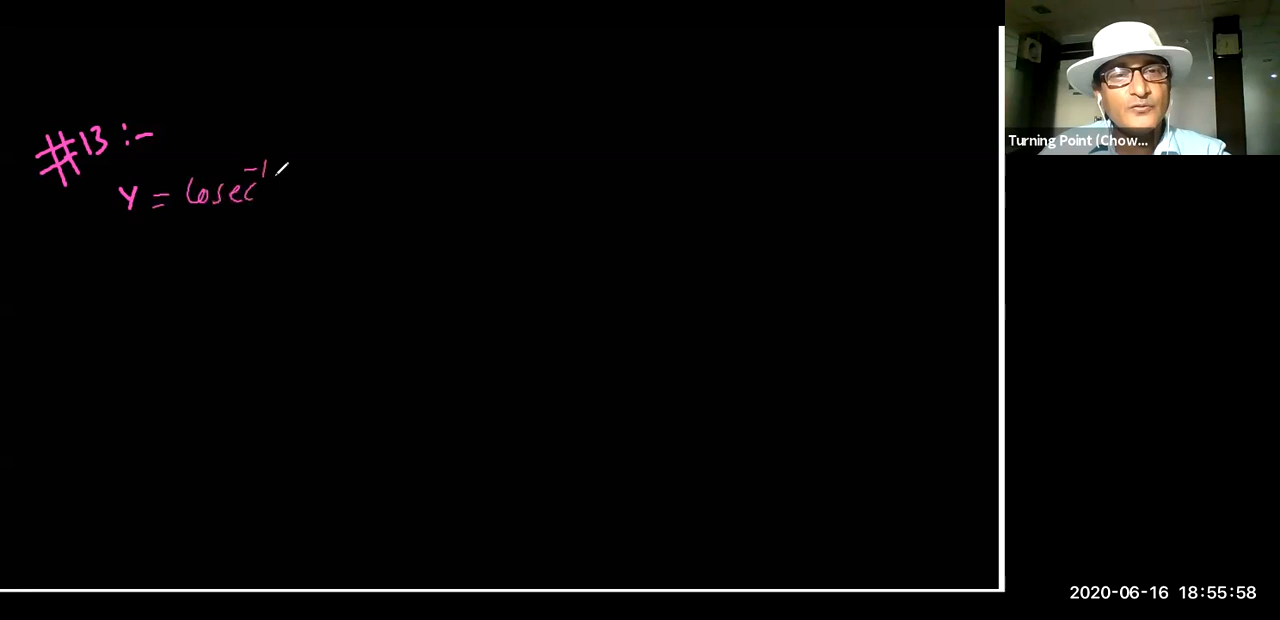 #13:-
y = cosec⁻¹
Turning Point (Chow...
2020-06-16 18:55:58